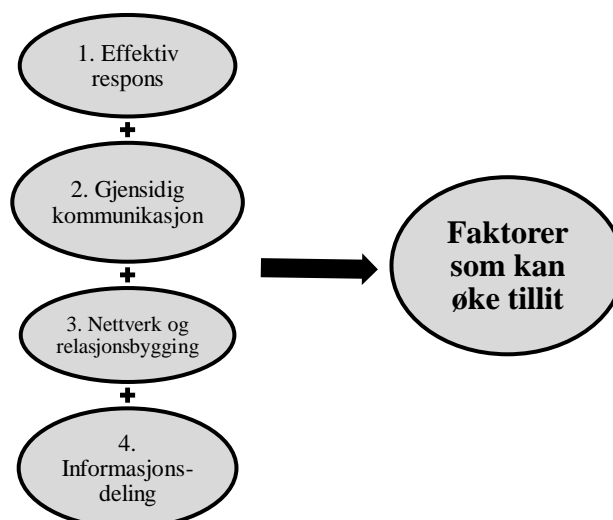 1. Effektiv
respons
+
2. Gjensidig
kommunikasjon
+
3. Nettverk og
relasjonsbygging
+
4.
Informasjons-
deling
Faktorer
som kan
øke tillit